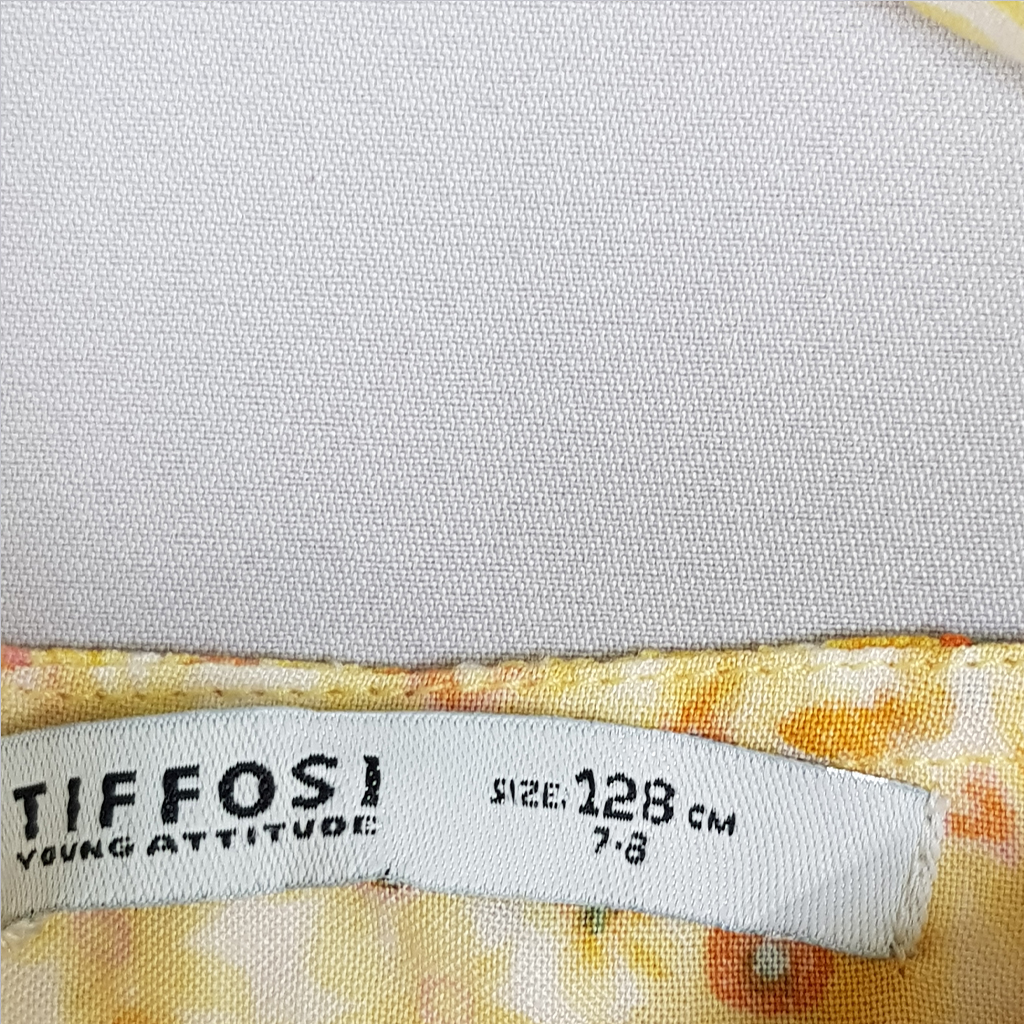 TIFFOSI
YOUNG ATTITUDE
SIZE: 128 CM
7-8